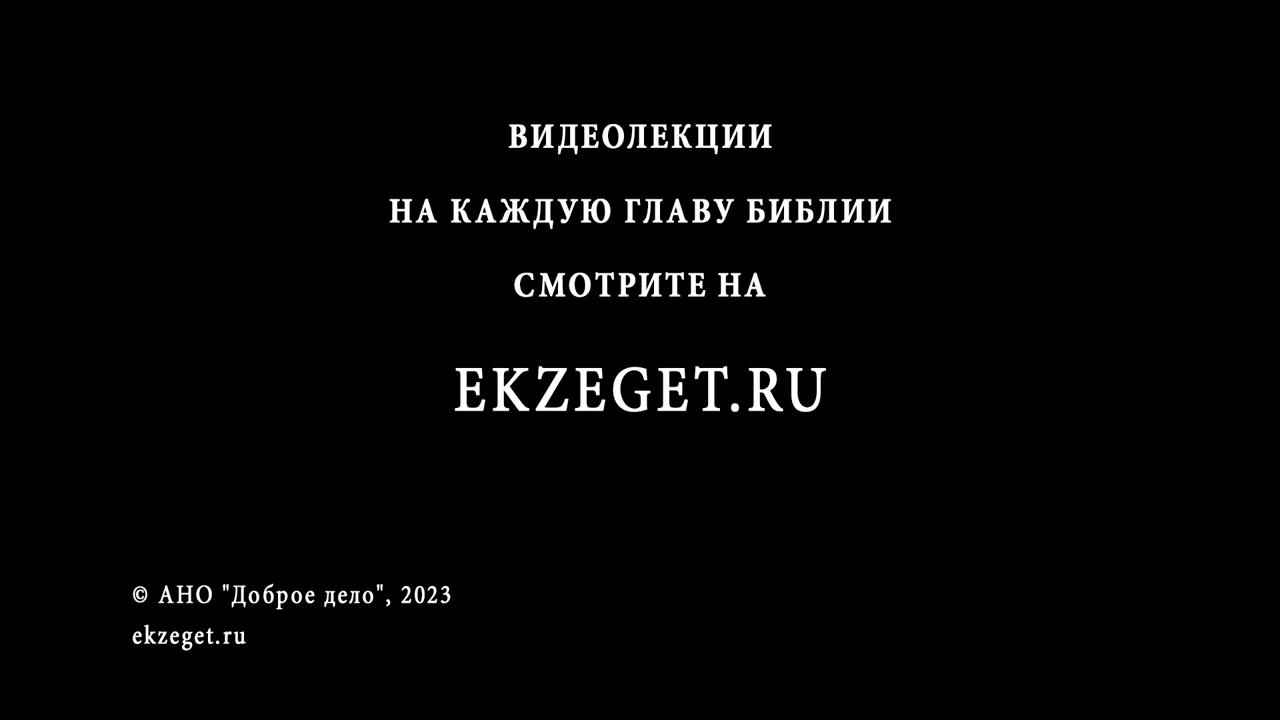 ВИДЕОЛЕКЦИИ
НА КАЖДУЮ ГЛАВУ БИБЛИИ
СМОТРИТЕ НА
EKZEGET.RU
© АНО "Доброе дело", 2023
ekzeget.ru